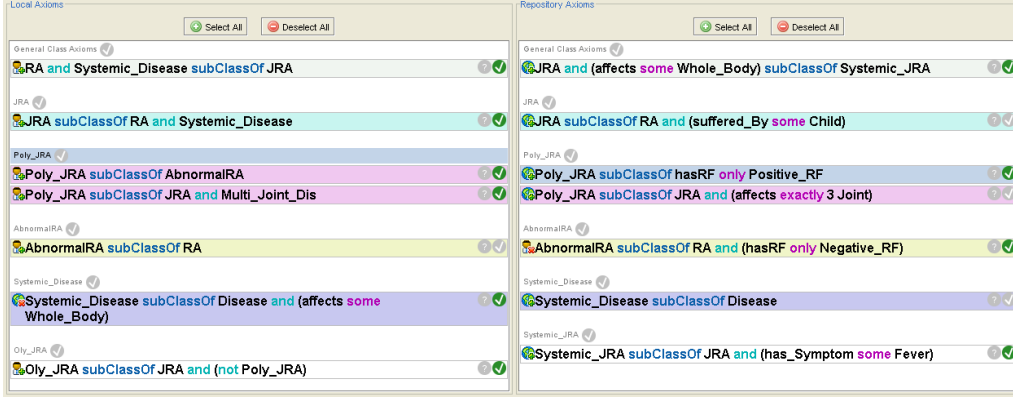 Local Axioms
Select All Deselect All
General Class Axioms
RA and Systemic_Disease subClassOf JRA
JRA
JRA subClassOf RA and Systemic_Disease
Poly_JRA
Poly_JRA subClassOf AbnormalRA
Poly_JRA subClassOf JRA and Multi_Joint_Dis
AbnormalRA
AbnormalRA subClassOf RA
Systemic_Disease
Systemic_Disease subClassOf Disease and (affects some
Whole_Body)
Oly_JRA
Oly_JRA subClassOf JRA and (not Poly_JRA)
Repository Axioms
Select All Deselect All
General Class Axioms
JRA and (affects some Whole_Body) subClassOf Systemic_JRA
JRA
JRA subClassOf RA and (suffered_By some Child)
Poly_JRA
Poly_JRA subClassOf hasRF only Positive_RF
Poly_JRA subClassOf JRA and (affects exactly 3 Joint)
AbnormalRA
AbnormalRA subClassOf RA and (hasRF only Negative_RF)
Systemic_Disease
Systemic_Disease subClassOf Disease
Systemic_JRA
Systemic_JRA subClassOf JRA and (has_Symptom some Fever)